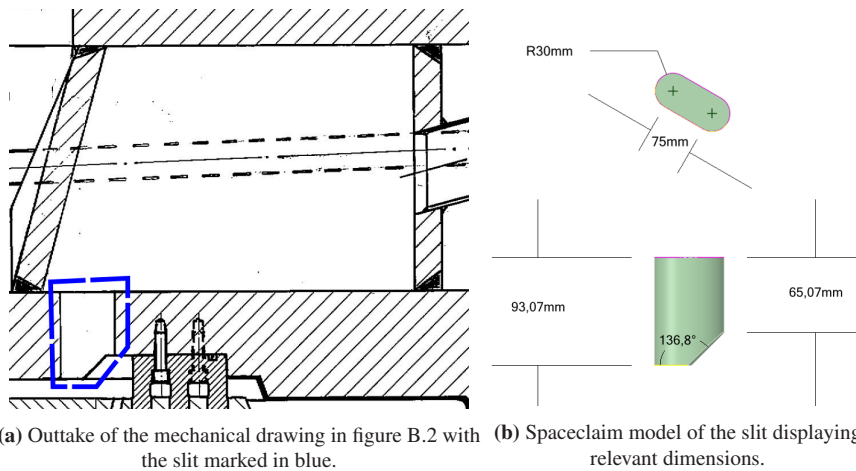 R30mm
75mm
93,07mm
65,07mm
136,8°
(a) Outtake of the mechanical drawing in figure B.2 with
the slit marked in blue.
(b) Spaceclaim model of the slit displaying
relevant dimensions.